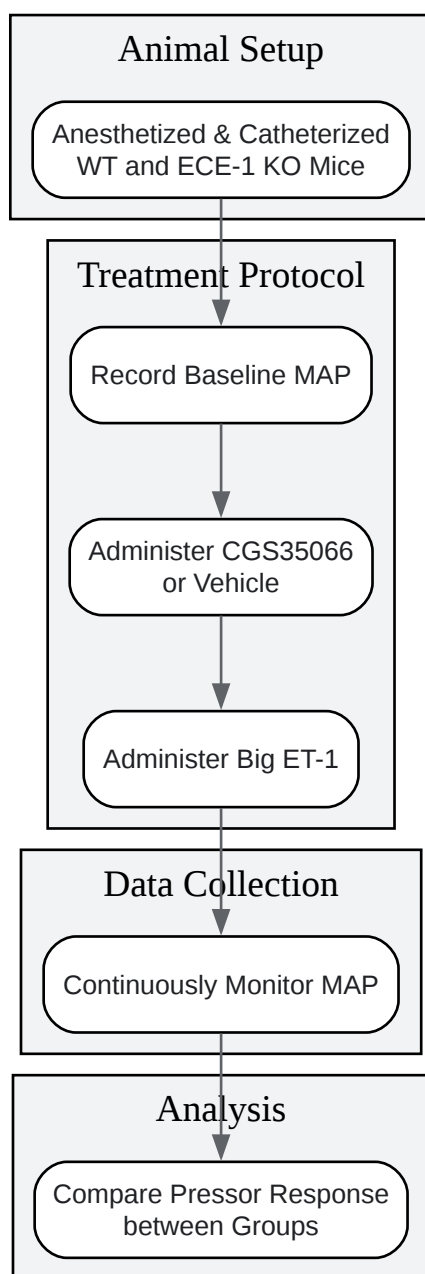 Animal Setup
Anesthetized & Catheterized
WT and ECE-1 KO Mice
Treatment Protocol
Record Baseline MAP
Administer CGS35066
or Vehicle
Administer Big ET-1
Data Collection
Continuously Monitor MAP
Analysis
Compare Pressor Response
between Groups